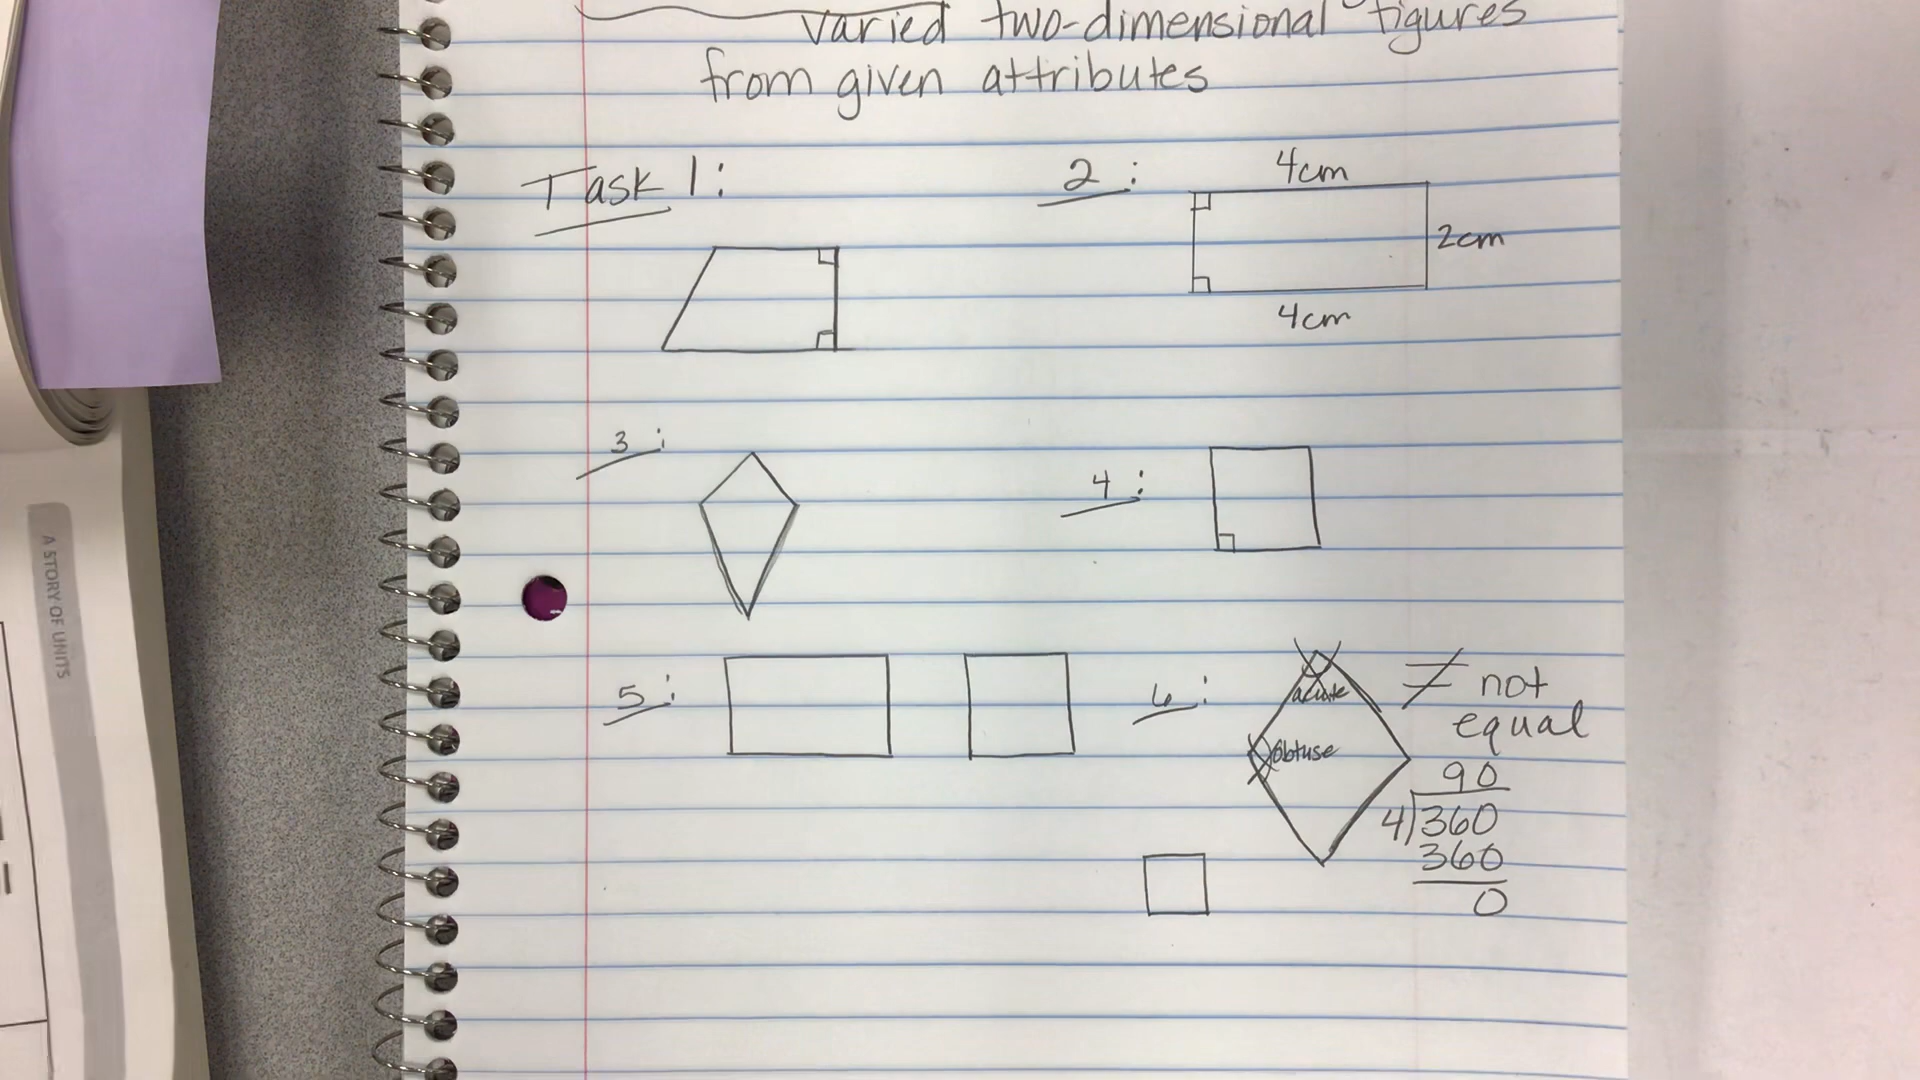 varied two-dimensional figures
from given attributes
Task 1:
2:
4cm
2cm
4cm
3:
4:
5:
6:
acute
obtuse
≠ not
equal
90
4)360
360
0
A STORY OF UNITS